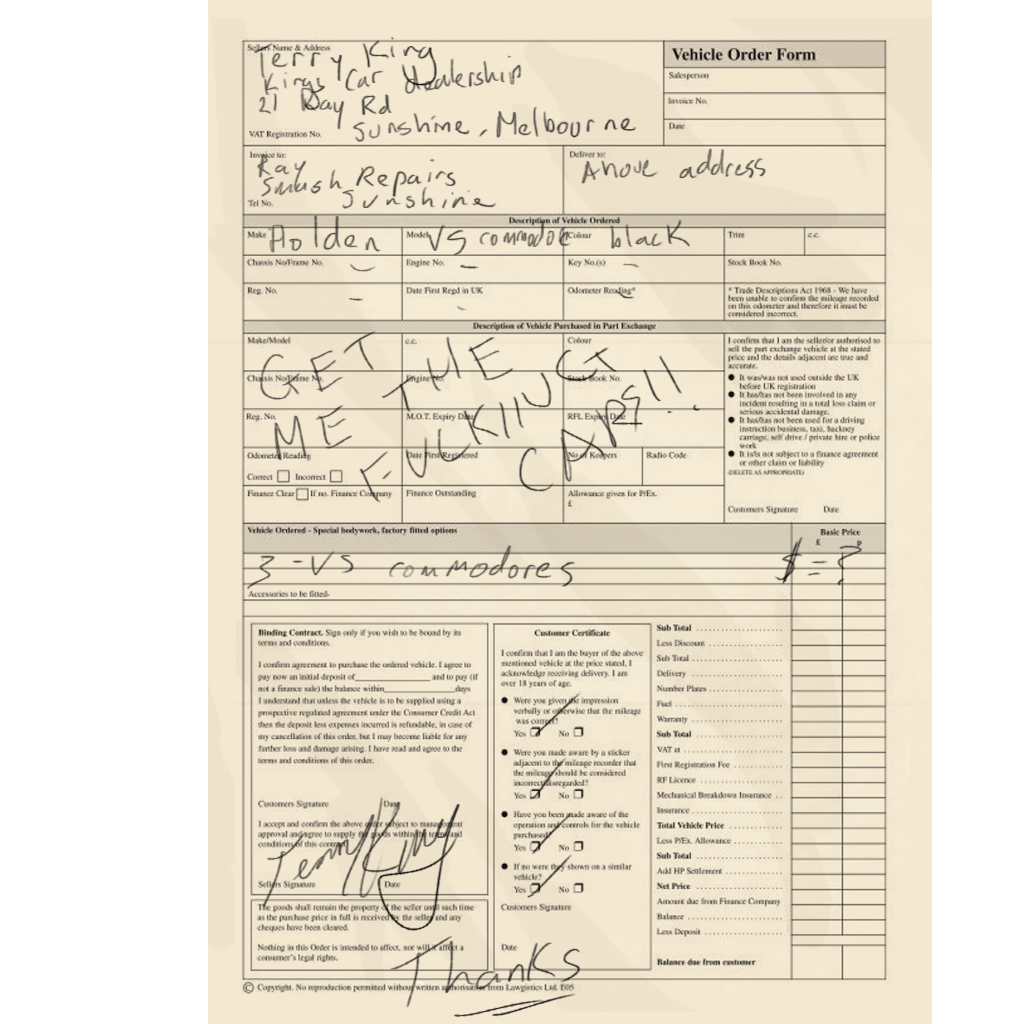 Sellers Name & Address
Terry King
Kings Car dealership
21 Day Rd
Sunshine, Melbourne
VAT Registration No.
Vehicle Order Form
Salesperson
Invoice No.
Date
Invoice to:
Ray
Smash Repairs
Sunshine
Tel No.
Deliver to:
Above address
Description of Vehicle Ordered
Make Holden Model VS commodore Colour black Trim c.c.
Chassis No/Frame No. - Engine No. - Key No.(s) - Stock Book No.
Reg. No. - Date First Regd in UK - Odometer Reading* -
* Trade Descriptions Act 1968 - We have
been unable to confirm the mileage recorded
on this odometer and therefore it must be
considered incorrect.
Description of Vehicle Purchased in Part Exchange
Make/Model c.c. Colour
Chassis No/Frame No. Engine No. Stock Book No.
Reg. No. M.O.T. Expiry Date RFL Expiry Date
Odometer Reading Date First Registered No of Keepers Radio Code
Correct Incorrect
Finance Clear If no. Finance Company Finance Outstanding Allowance given for P/Ex.
£
GET
ME THE
CARS!!
I confirm that I am the seller/or authorised to
sell the part exchange vehicle at the stated
price and the details adjacent are true and
accurate.
● It was/was not used outside the UK
before UK registration
● It has/has not been involved in any
incident resulting in a total loss claim or
serious accidental damage.
● It has/has not been used for a driving
instruction business, taxi, hackney
carriage, self drive / private hire or police
work
● It is/is not subject to a finance agreement
or other claim or liability
(DELETE AS APPROPRIATE)
Customers Signature Date
Vehicle Ordered - Special bodywork, factory fitted options Basic Price
£ p
3 - VS commodores $ = ?
Accessories to be fitted-
Binding Contract. Sign only if you wish to be bound by its
terms and conditions.
I confirm agreement to purchase the ordered vehicle. I agree to
pay now an initial deposit of_______________ and to pay (if
not a finance sale) the balance within_______________days
I understand that unless the vehicle is to be supplied using a
prospective regulated agreement under the Consumer Credit Act
then the deposit less expenses incurred is refundable, in case of
my cancellation of this order, but I may become liable for any
further loss and damage arising. I have read and agree to the
terms and conditions of this order.
Customers Signature Date
I accept and confirm the above order subject to management
approval and agree to supply the goods within the terms and
conditions of this contract
Terry King
Sellers Signature Date
The goods shall remain the property of the seller until such time
as the purchase price in full is received by the seller and any
cheques have been cleared.
Nothing in this Order is intended to affect, nor will it affect a
consumer's legal rights.
Customer Certificate
I confirm that I am the buyer of the above
mentioned vehicle at the price stated, I
acknowledge receiving delivery. I am
over 18 years of age.
● Were you given the impression
verbally or otherwise that the mileage
was correct?
Yes No
● Were you made aware by a sticker
adjacent to the mileage recorder that
the mileage should be considered
incorrect/disregarded?
Yes No
● Have you been made aware of the
operation and controls for the vehicle
purchased?
Yes No
● If no were they shown on a similar
vehicle?
Yes No
Customers Signature
Date
Thanks
Sub Total
Less Discount
Sub Total
Delivery
Number Plates
Fuel
Warranty
Sub Total
VAT at
First Registration Fee
RF Licence
Mechanical Breakdown Insurance
Insurance
Total Vehicle Price
Less P/Ex. Allowance
Sub Total
Add HP Settlement
Net Price
Amount due from Finance Company
Balance
Less Deposit
Balance due from customer
© Copyright. No reproduction permitted without written authorisation from Lawgistics Ltd. E05